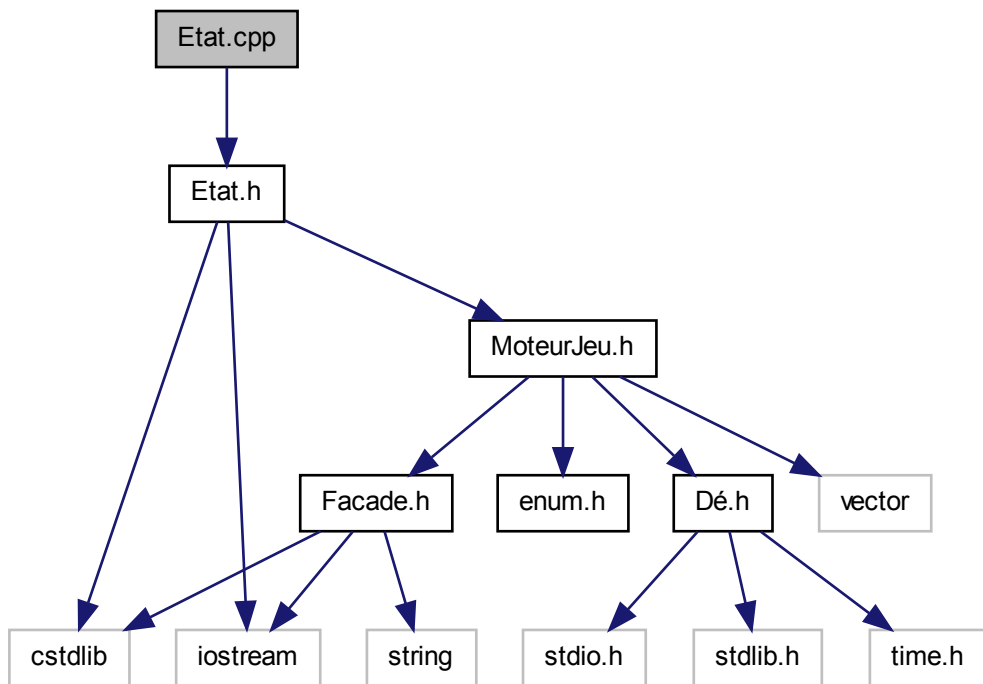 Etat.cpp
Etat.h
MoteurJeu.h
Facade.h
enum.h
Dé.h
vector
cstdlib
iostream
string
stdio.h
stdlib.h
time.h